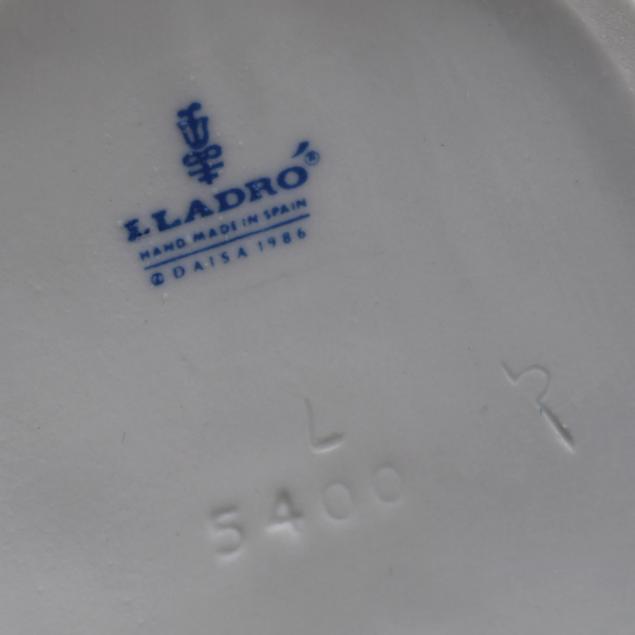 LLADRÓ®
HAND MADE IN SPAIN
© DAISA 1986
L
5400